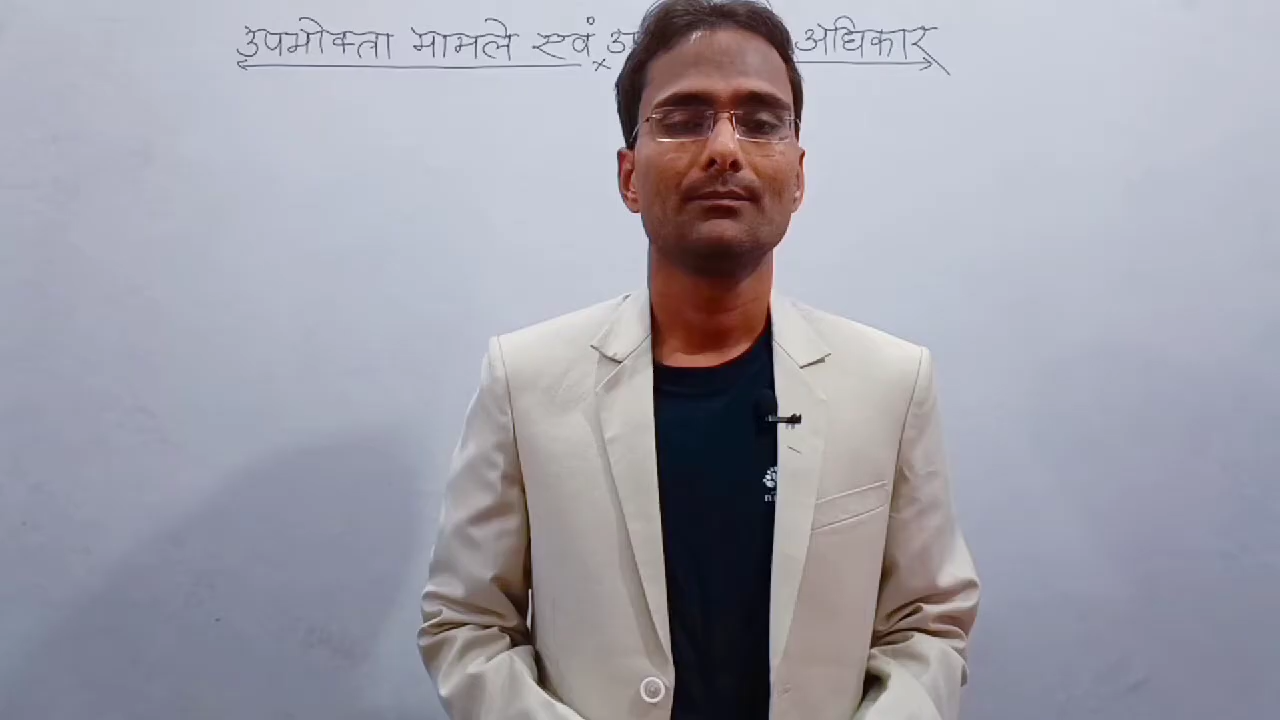 उपभोक्ता मामले एवं अधिकार